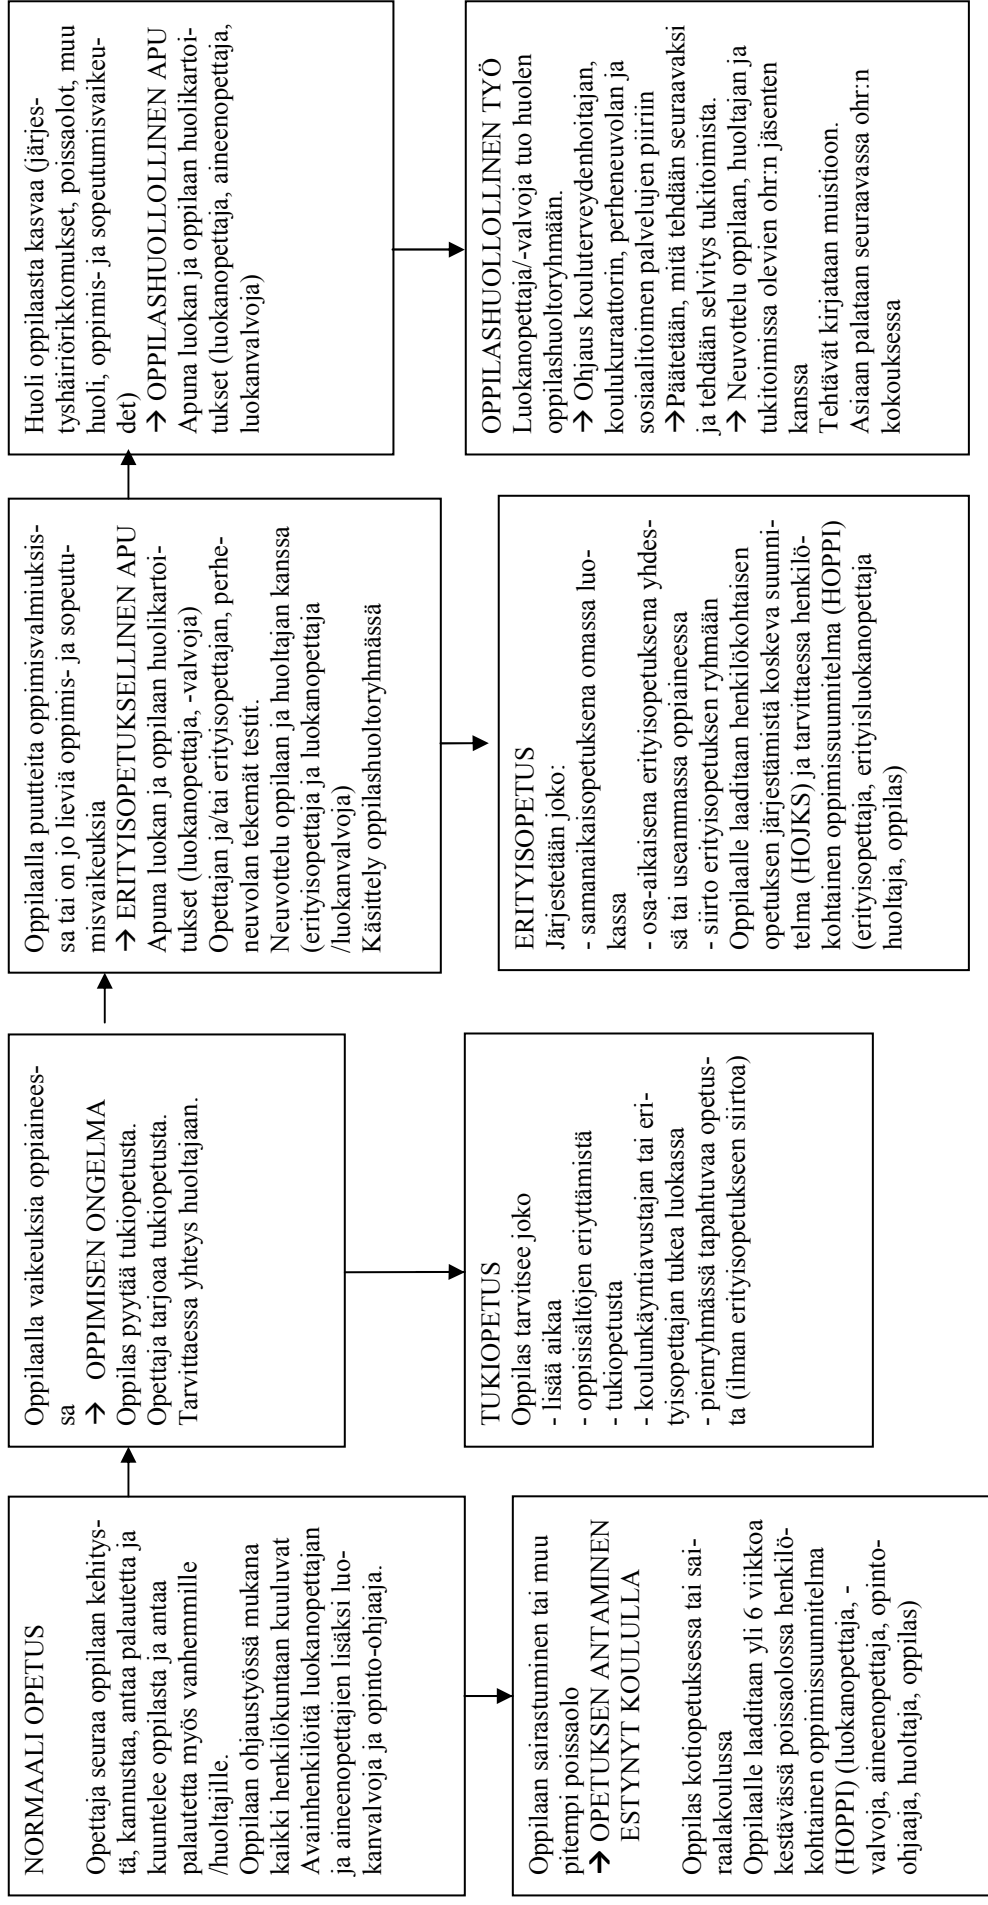 NORMAALI OPETUS
Opettaja seuraa oppilaan kehitys-
tä, kannustaa, antaa palautetta ja
kuuntelee oppilasta ja antaa
palautetta myös vanhemmille
/huoltajille.
Oppilaan ohjaustyössä mukana
kaikki henkilökuntaan kuuluvat
Avainhenkilöitä luokanopettajan
ja aineenopettajien lisäksi luo-
kanvalvoja ja opinto-ohjaaja.
Oppilaan sairastuminen tai muu
pitempi poissaolo
→ OPETUKSEN ANTAMINEN
ESTYNYT KOULULLA
Oppilas kotiopetuksessa tai sai-
raalakoulussa
Oppilaalle laaditaan yli 6 viikkoa
kestävässä poissaolossa henkilö-
kohtainen oppimissuunnitelma
(HOPPI) (luokanopettaja, -
valvoja, aineenopettaja, opinto-
ohjaaja, huoltaja, oppilas)
Oppilaalla vaikeuksia oppiainees-
sa
→ OPPIMISEN ONGELMA
Oppilas pyytää tukiopetusta.
Opettaja tarjoaa tukiopetusta.
Tarvittaessa yhteys huoltajaan.
TUKIOPETUS
Oppilas tarvitsee joko
- lisää aikaa
- oppisisältöjen eriyttämistä
- tukiopetusta
- koulunkäyntiavustajan tai eri-
tyisopettajan tukea luokassa
- pienryhmässä tapahtuvaa opetus-
ta (ilman erityisopetukseen siirtoa)
Oppilaalla puutteita oppimisvalmiuksis-
sa tai on jo lieviä oppimis- ja sopeutu-
misvaikeuksia
→ ERITYISOPETUKSELLINEN APU
Apuna luokan ja oppilaan huolikartoi-
tukset (luokanopettaja, -valvoja)
Opettajan ja/tai erityisopettajan, perhe-
neuvolan tekemät testit.
Neuvottelu oppilaan ja huoltajan kanssa
(erityisopettaja ja luokanopettaja
/luokanvalvoja)
Käsittely oppilashuoltoryhmässä
ERITYISOPETUS
Järjestetään joko:
- samanaikaisopetuksena omassa luo-
kassa
- osa-aikaisena erityisopetuksena yhdes-
sä tai useammassa oppiaineessa
- siirto erityisopetuksen ryhmään
Oppilaalle laaditaan henkilökohtaisen
opetuksen järjestämistä koskeva suunni-
telma (HOJKS) ja tarvittaessa henkilö-
kohtainen oppimissuunnitelma (HOPPI)
(erityisopettaja, erityisluokanopettaja
huoltaja, oppilas)
Huoli oppilaasta kasvaa (järjes-
tyshäiriörikkomukset, poissaolot, muu
huoli, oppimis- ja sopeutumisvaikeu-
det)
→ OPPILASHUOLLOLLINEN APU
Apuna luokan ja oppilaan huolikartoi-
tukset (luokanopettaja, aineenopettaja,
luokanvalvoja)
OPPILASHUOLLOLLINEN TYÖ
Luokanopettaja/-valvoja tuo huolen
oppilashuoltoryhmään.
→ Ohjaus kouluterveydenhoitajan,
koulukuraattorin, perheneuvolan ja
sosiaalitoimen palvelujen piiriin
→Päätetään, mitä tehdään seuraavaksi
ja tehdään selvitys tukitoimista.
→ Neuvottelu oppilaan, huoltajan ja
tukitoimissa olevien ohr:n jäsenten
kanssa
Tehtävät kirjataan muistioon.
Asiaan palataan seuraavassa ohr:n
kokouksessa